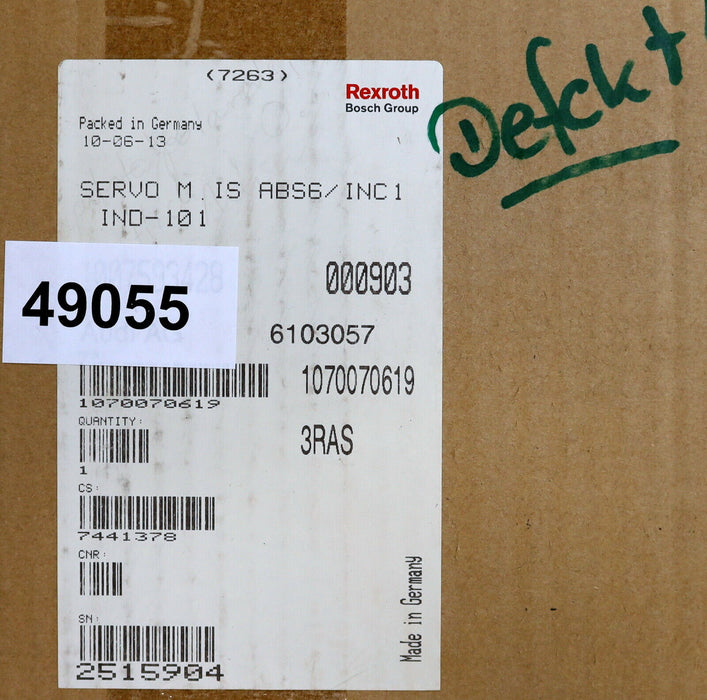 (7263)
Rexroth
Bosch Group
Defekt
Packed in Germany
10-06-13
SERVO M.IS ABS6/INC1
IND-101
000903
49055
6103057
1070070619
1070070619
QUANTITY:
3RAS
1
CS:
7441378
CNR:
Made in Germany
SN:
2515904